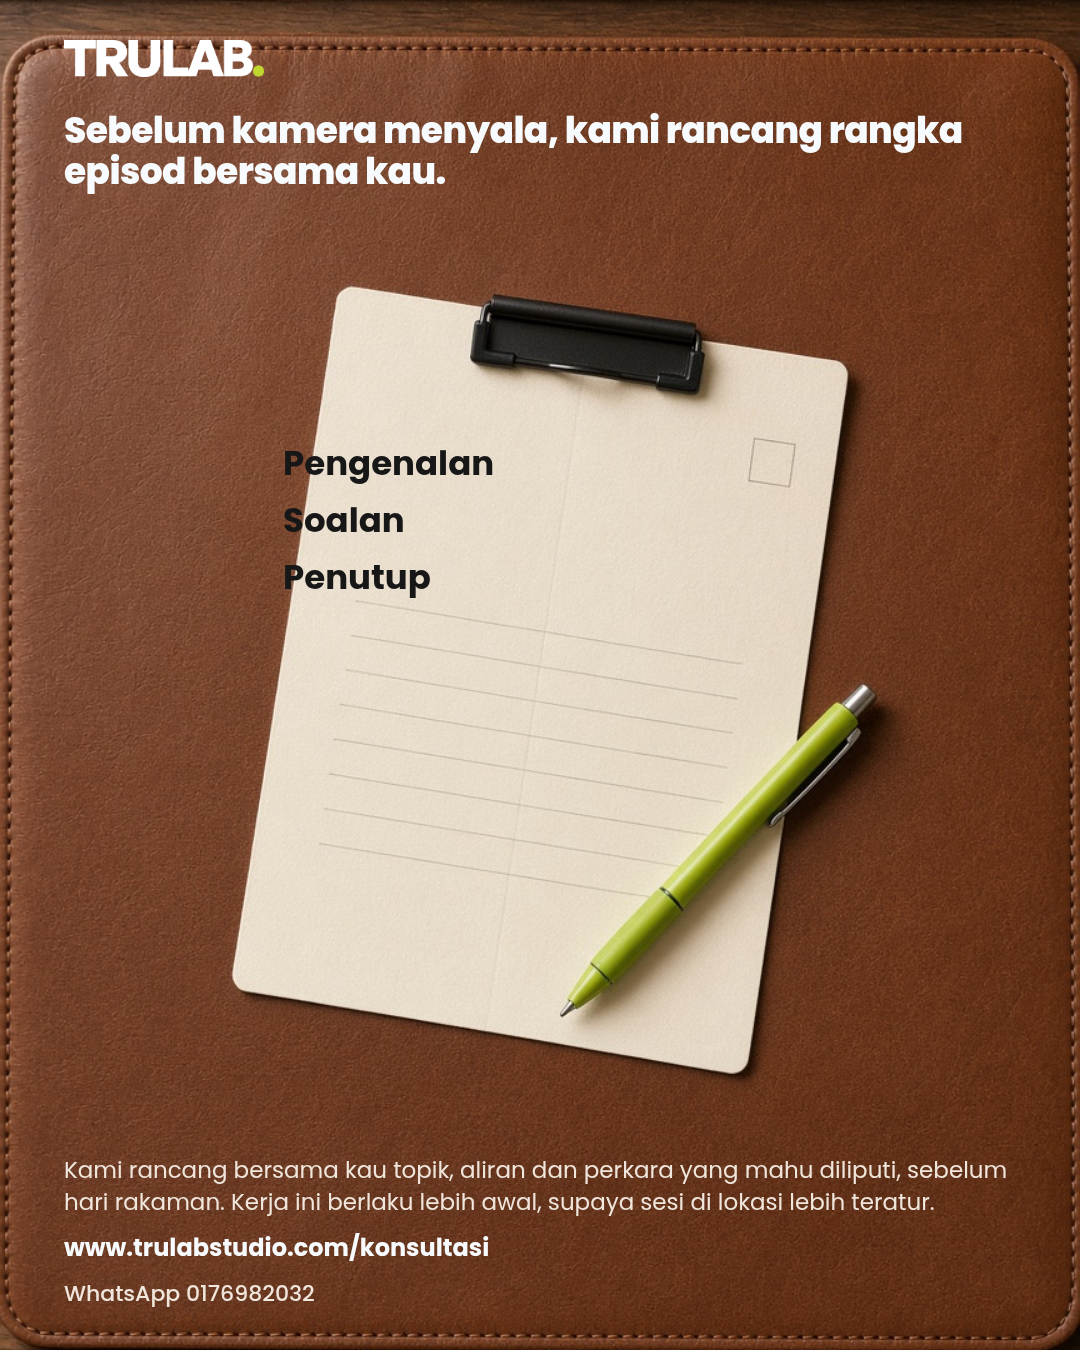 TRULAB.
Sebelum kamera menyala, kami rancang rangka
episod bersama kau.
Pengenalan
Soalan
Penutup
Kami rancang bersama kau topik, aliran dan perkara yang mahu diliputi, sebelum
hari rakaman. Kerja ini berlaku lebih awal, supaya sesi di lokasi lebih teratur.
www.trulabstudio.com/konsultasi
WhatsApp 0176982032